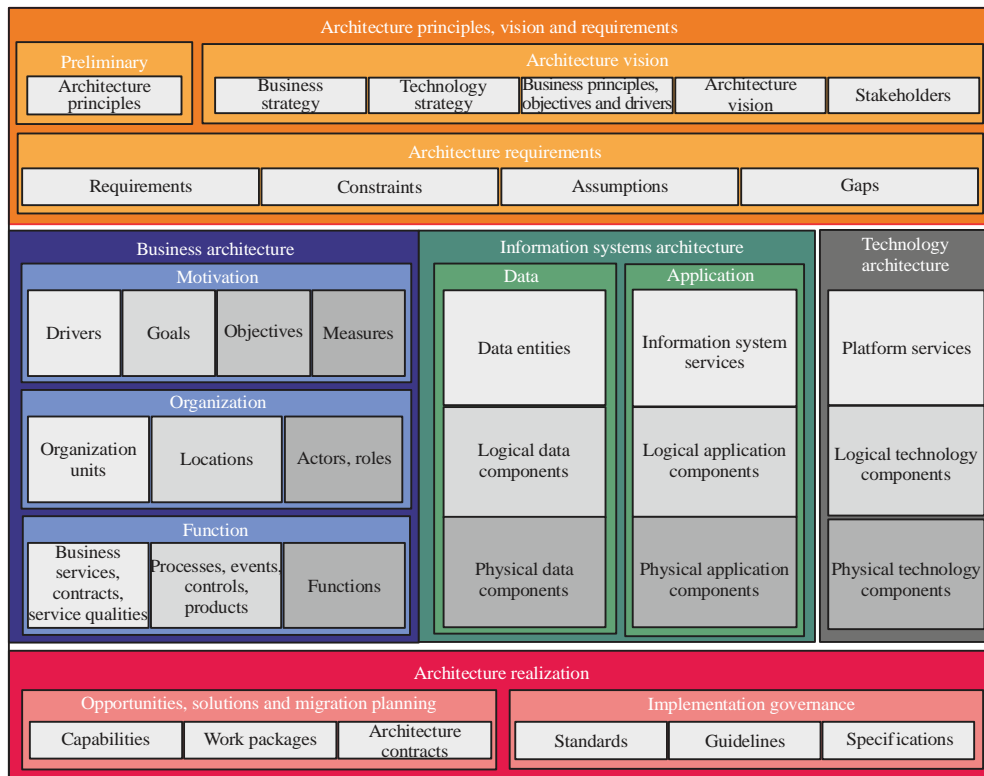 Architecture principles, vision and requirements
Preliminary
Architecture
principles
Architecture vision
Business
strategy
Technology
strategy
Business principles,
objectives and drivers
Architecture
vision
Stakeholders
Architecture requirements
Requirements
Constraints
Assumptions
Gaps
Business architecture
Motivation
Drivers
Goals
Objectives
Measures
Organization
Organization
units
Locations
Actors, roles
Function
Business
services,
contracts,
service qualities
Processes, events,
controls,
products
Functions
Information systems architecture
Data
Data entities
Logical data
components
Physical data
components
Application
Information system
services
Logical application
components
Physical application
components
Technology
architecture
Platform services
Logical technology
components
Physical technology
components
Architecture realization
Opportunities, solutions and migration planning
Capabilities
Work packages
Architecture
contracts
Implementation governance
Standards
Guidelines
Specifications